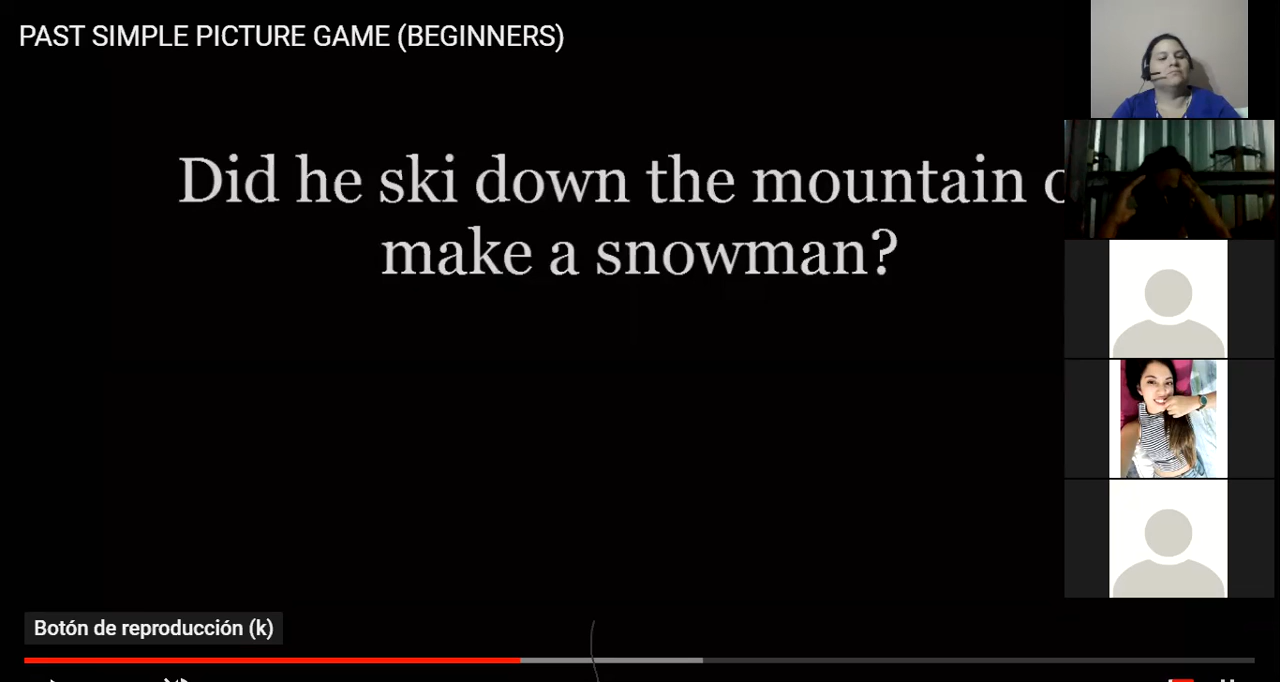 PAST SIMPLE PICTURE GAME (BEGINNERS)
Did he ski down the mountain
make a snowman?
Botón de reproducción (k)